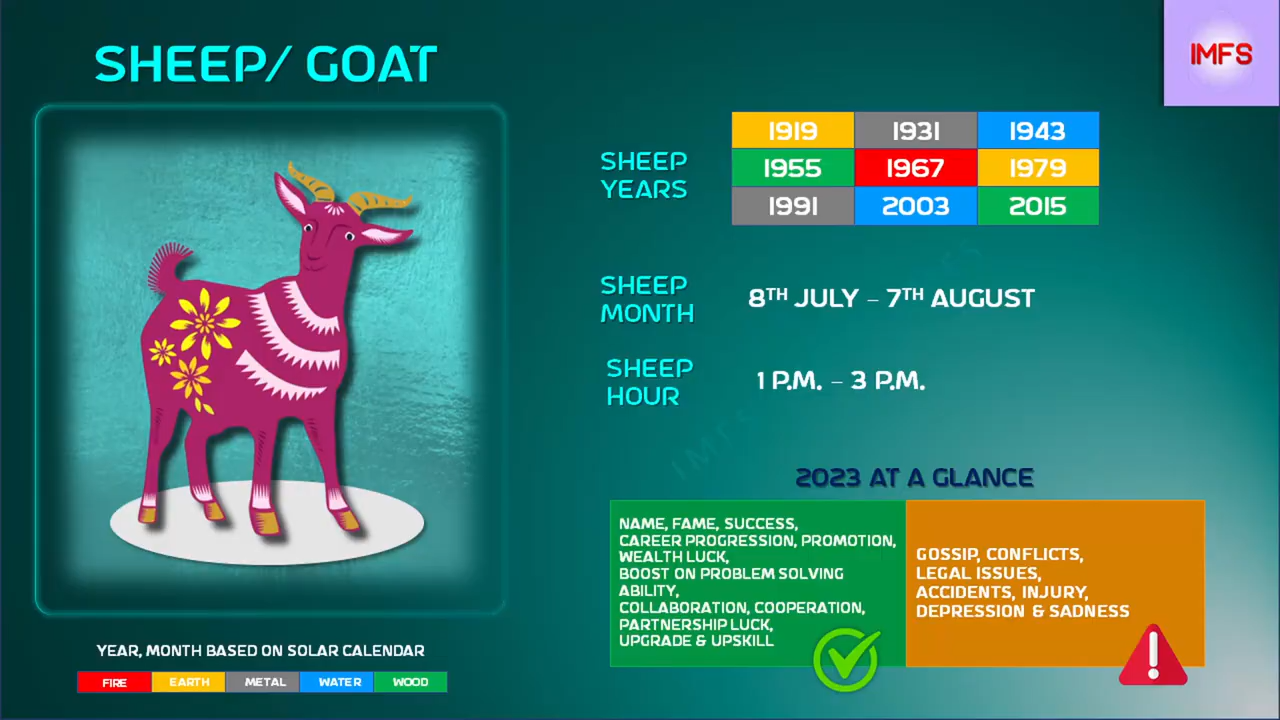 SHEEP/ GOAT
IMFS
SHEEP
YEARS
1919 1931 1943
1955 1967 1979
1991 2003 2015
SHEEP
MONTH
8TH JULY – 7TH AUGUST
SHEEP
HOUR
1 P.M. – 3 P.M.
IMFS
IMFS
2023 AT A GLANCE
NAME, FAME, SUCCESS,
CAREER PROGRESSION, PROMOTION,
WEALTH LUCK,
BOOST ON PROBLEM SOLVING
ABILITY,
COLLABORATION, COOPERATION,
PARTNERSHIP LUCK,
UPGRADE & UPSKILL
GOSSIP, CONFLICTS,
LEGAL ISSUES,
ACCIDENTS, INJURY,
DEPRESSION & SADNESS
YEAR, MONTH BASED ON SOLAR CALENDAR
FIRE EARTH METAL WATER WOOD